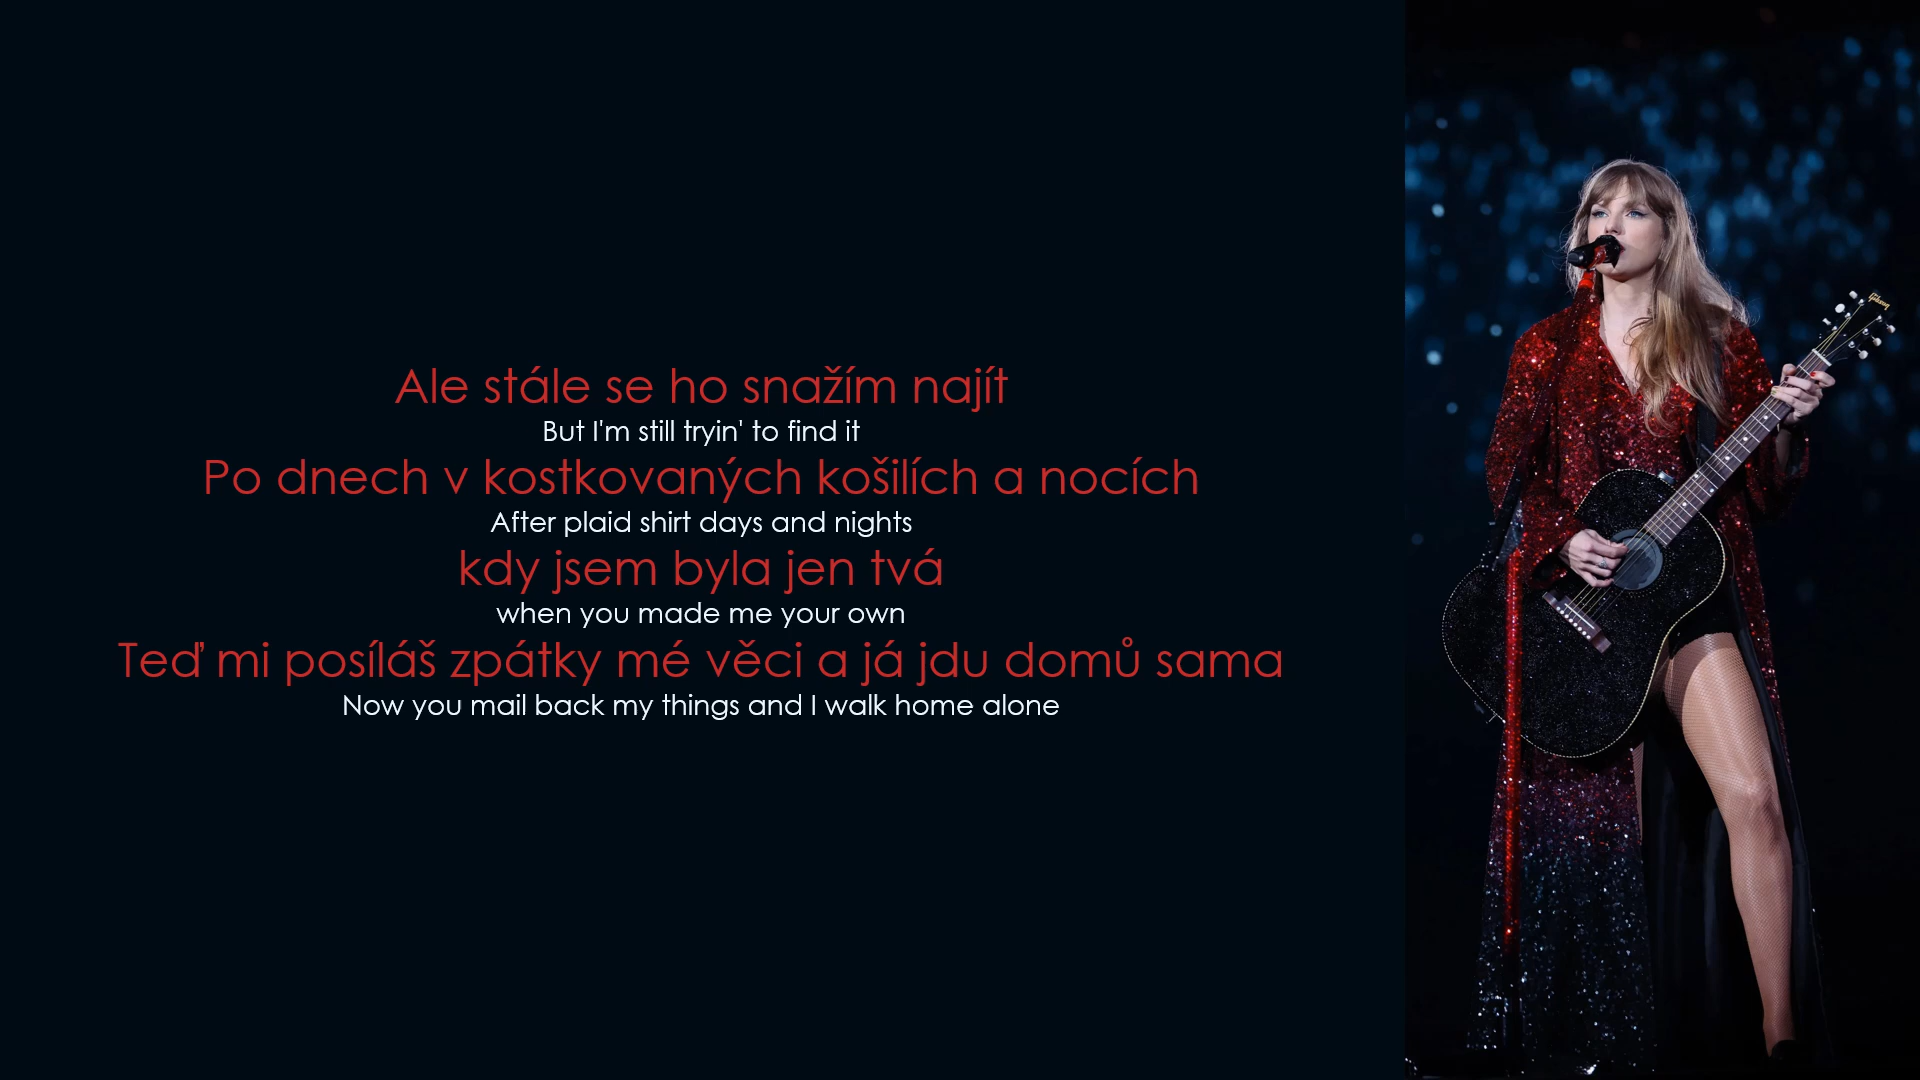 Ale stále se ho snažím najít
But I'm still tryin' to find it
Po dnech v kostkovaných košilích a nocích
After plaid shirt days and nights
kdy jsem byla jen tvá
when you made me your own
Teď mi posíláš zpátky mé věci a já jdu domů sama
Now you mail back my things and I walk home alone
Gibson